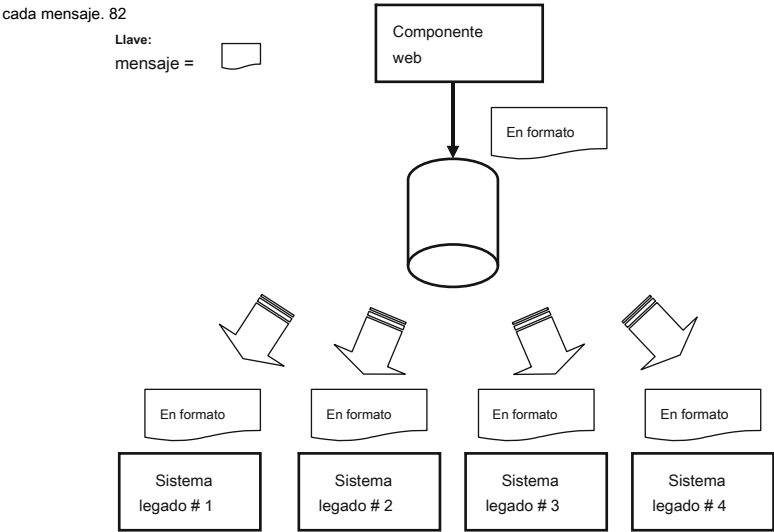 cada mensaje. 82
Llave:
mensaje =
Componente
web
En formato
En formato
En formato
En formato
En formato
Sistema
legado # 1
Sistema
legado # 2
Sistema
legado # 3
Sistema
legado # 4